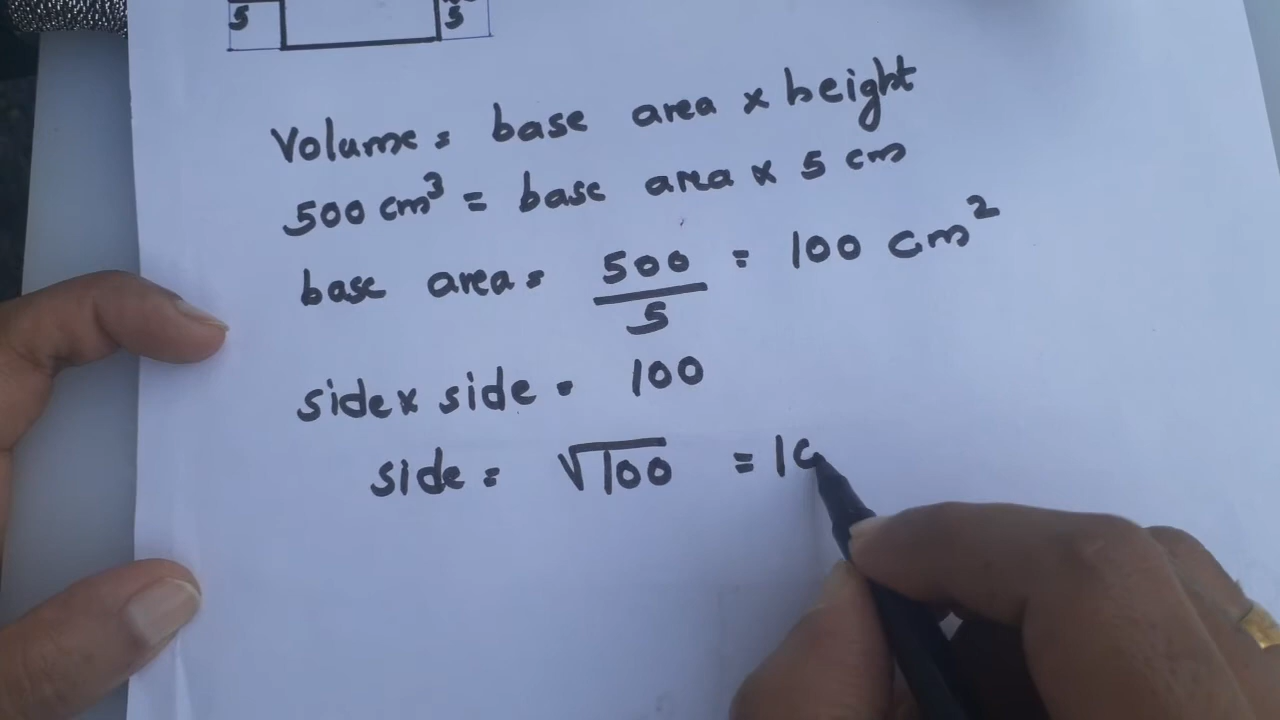 5 5
Volume = base area x height
500 cm³ = base area x 5 cm
base area = 500/5 = 100 cm²
side x side = 100
side = √100 = 10